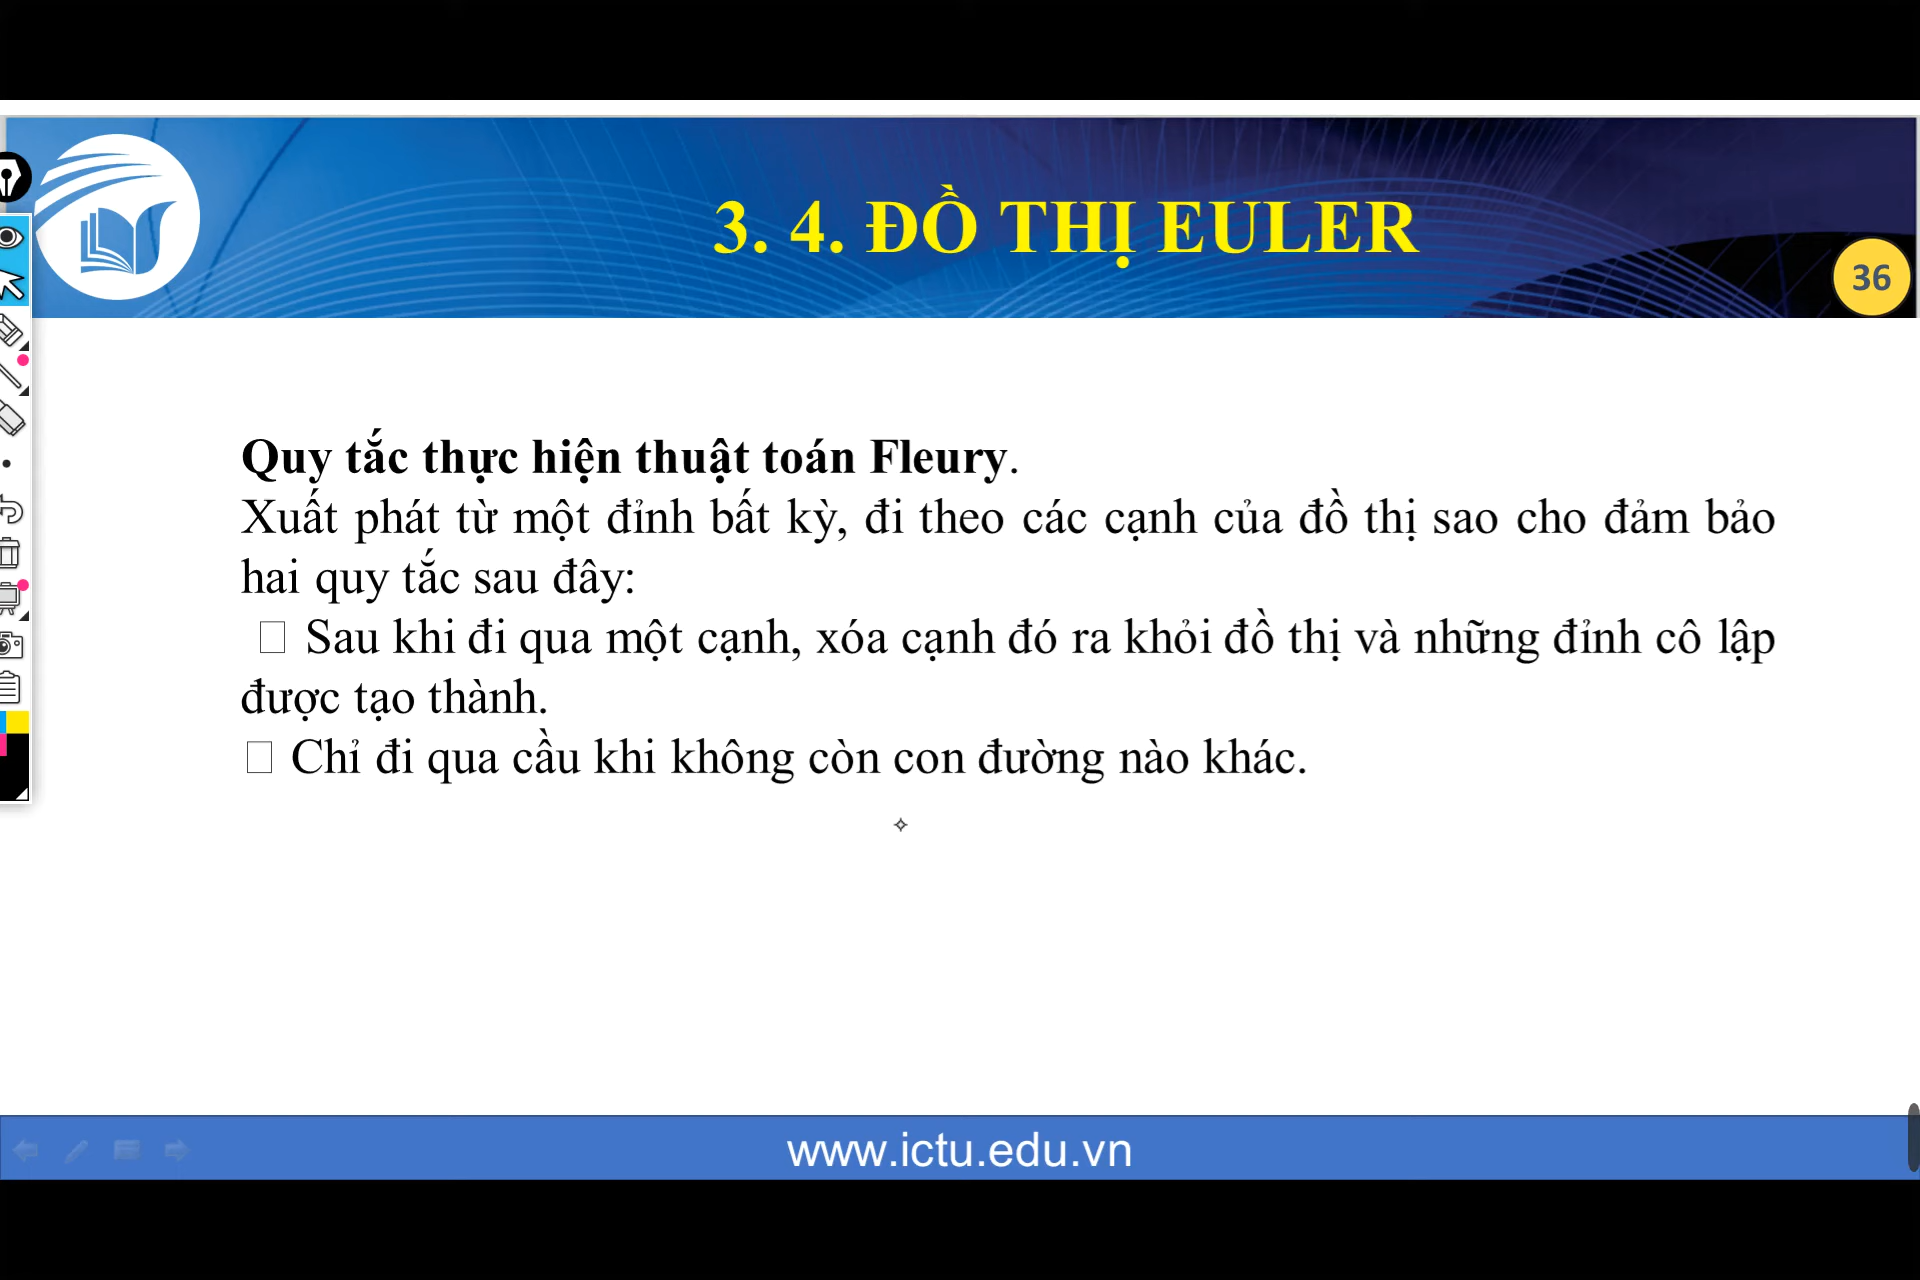 3. 4. ĐỒ THỊ EULER
36
Quy tắc thực hiện thuật toán Fleury.
Xuất phát từ một đỉnh bất kỳ, đi theo các cạnh của đồ thị sao cho đảm bảo
hai quy tắc sau đây:
Sau khi đi qua một cạnh, xóa cạnh đó ra khỏi đồ thị và những đỉnh cô lập
được tạo thành.
Chỉ đi qua cầu khi không còn con đường nào khác.
www.ictu.edu.vn